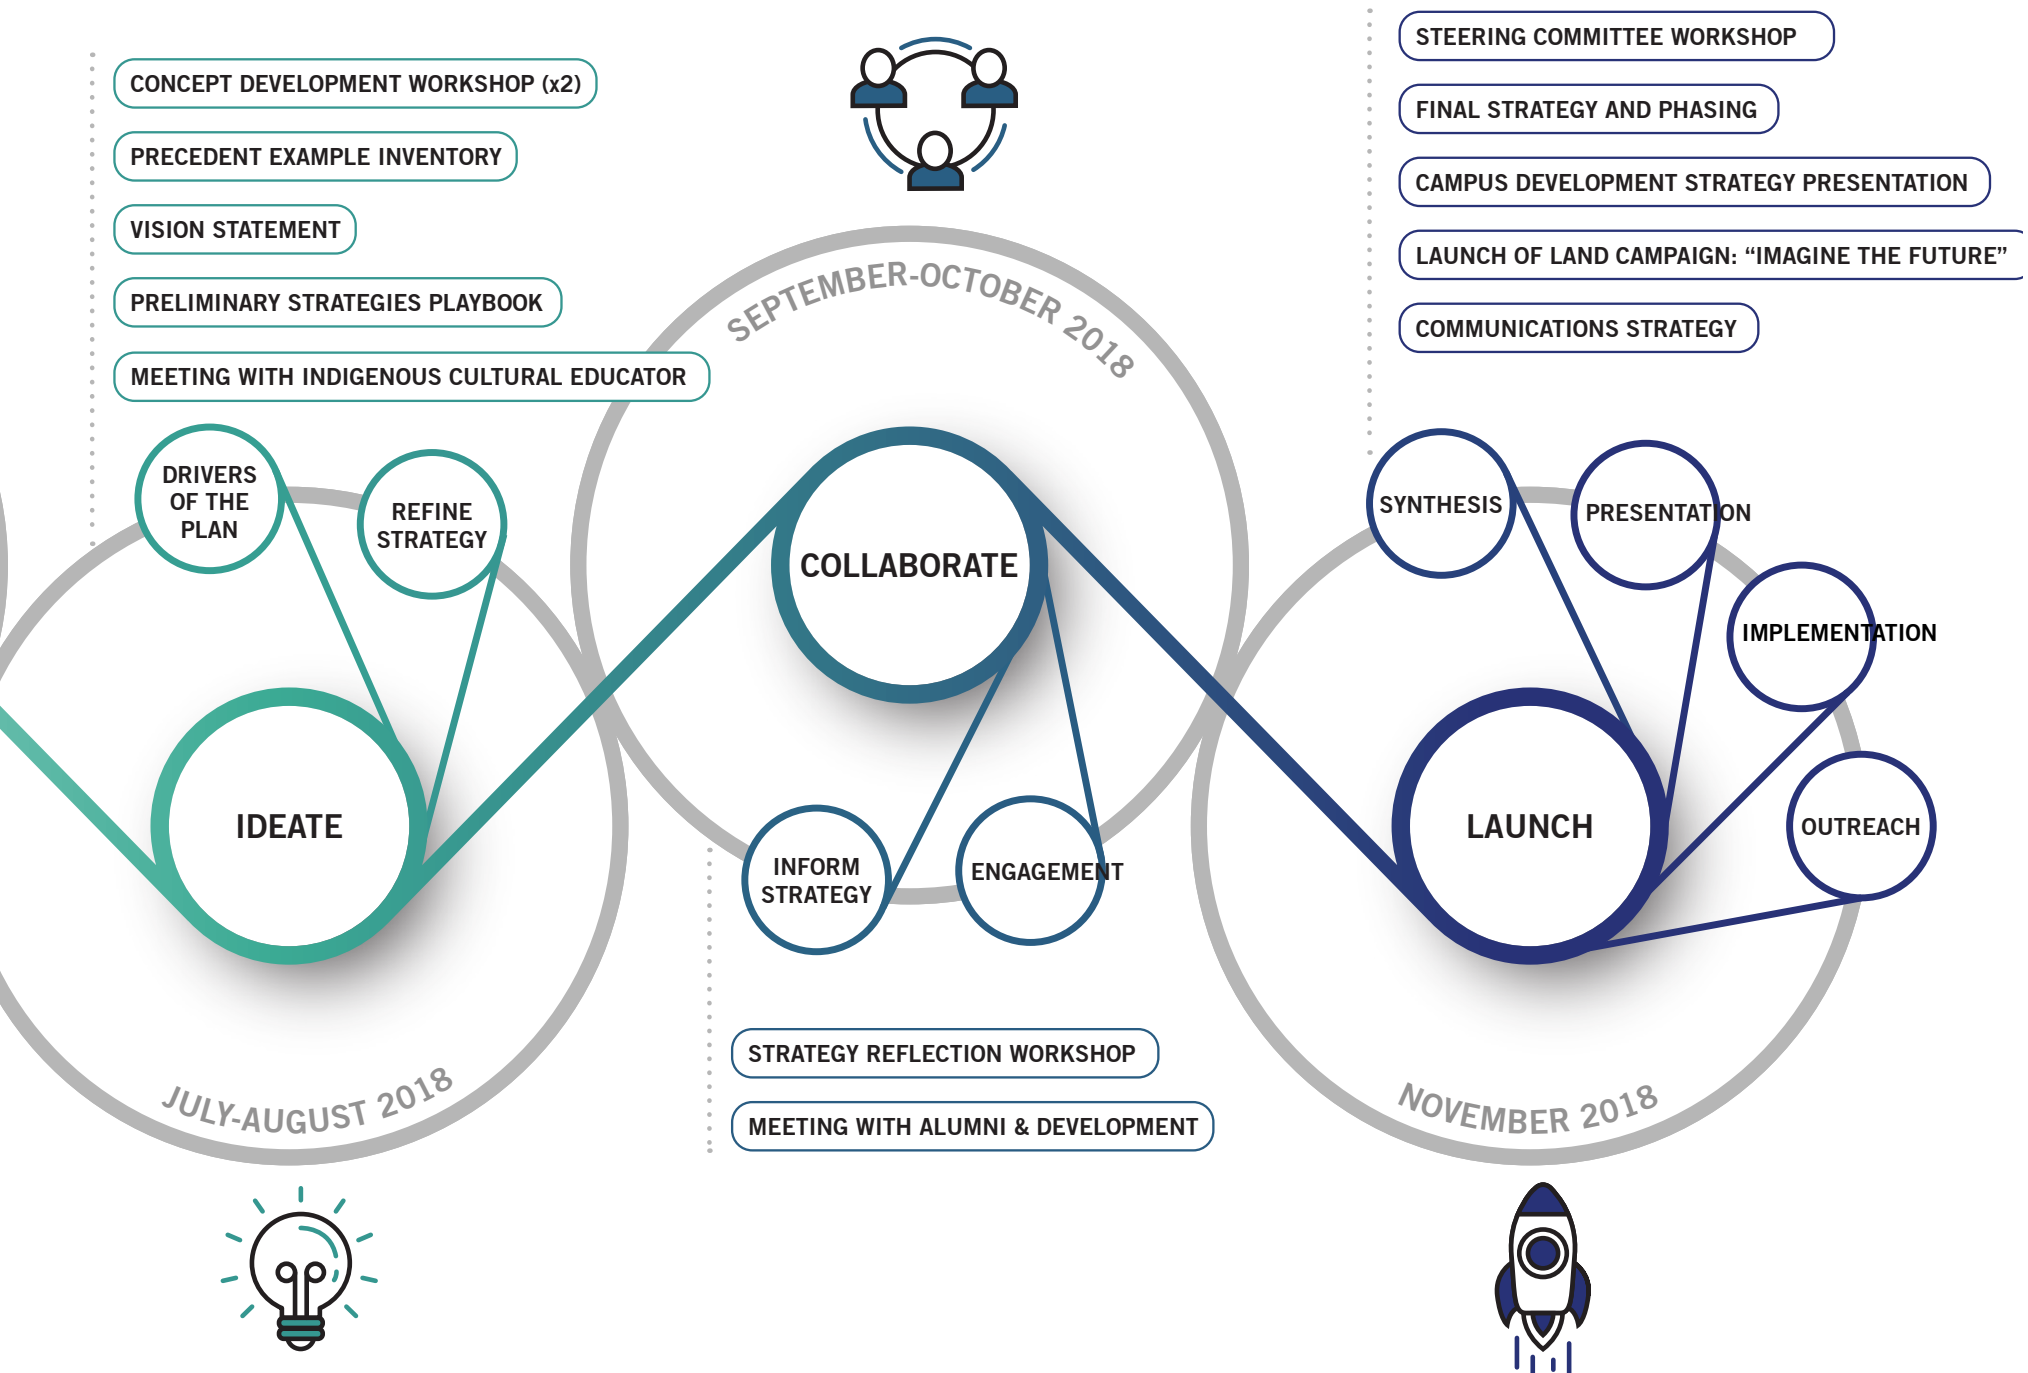 CONCEPT DEVELOPMENT WORKSHOP (x2)
PRECEDENT EXAMPLE INVENTORY
VISION STATEMENT
PRELIMINARY STRATEGIES PLAYBOOK
MEETING WITH INDIGENOUS CULTURAL EDUCATOR
DRIVERS
OF THE
PLAN
REFINE
STRATEGY
IDEATE
JULY-AUGUST 2018
SEPTEMBER-OCTOBER 2018
COLLABORATE
INFORM
STRATEGY
ENGAGEMENT
STRATEGY REFLECTION WORKSHOP
MEETING WITH ALUMNI & DEVELOPMENT
STEERING COMMITTEE WORKSHOP
FINAL STRATEGY AND PHASING
CAMPUS DEVELOPMENT STRATEGY PRESENTATION
LAUNCH OF LAND CAMPAIGN: “IMAGINE THE FUTURE”
COMMUNICATIONS STRATEGY
SYNTHESIS
PRESENTATION
IMPLEMENTATION
OUTREACH
LAUNCH
NOVEMBER 2018